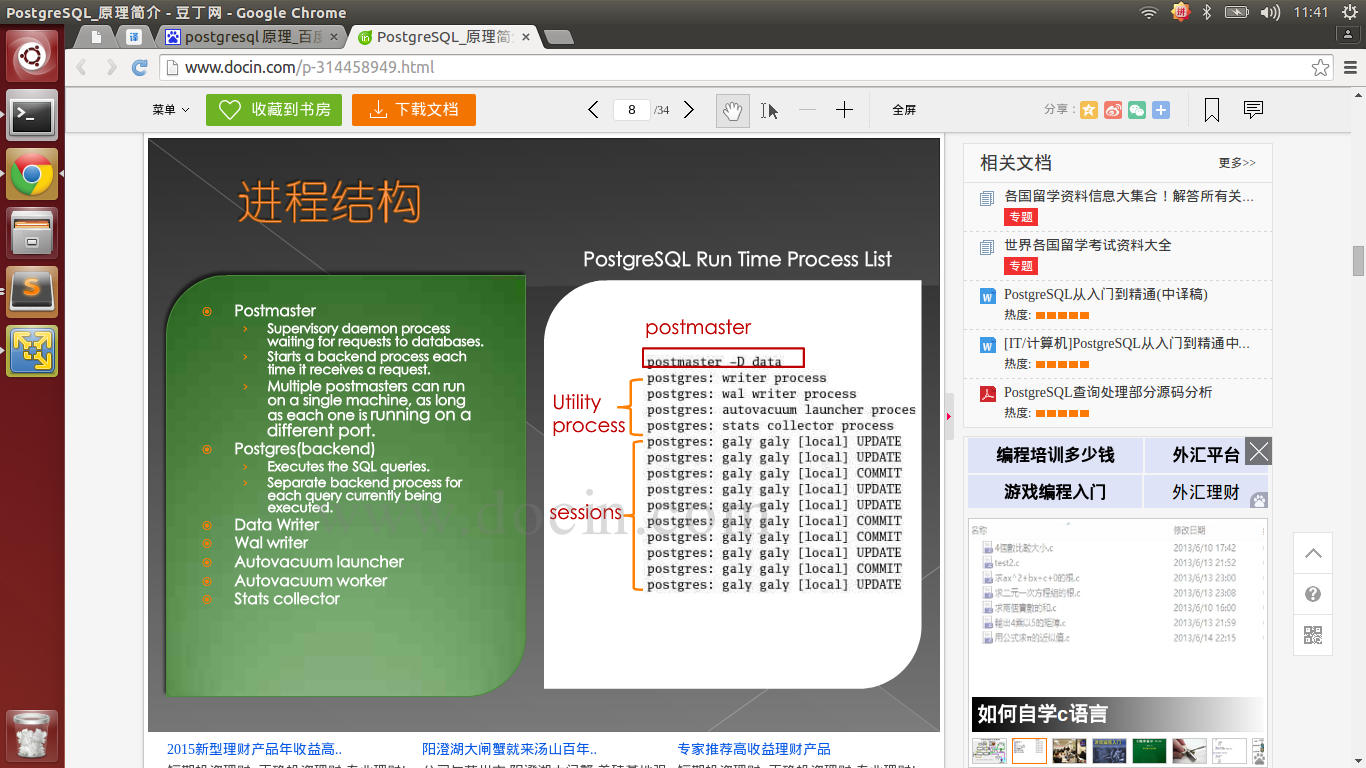 PostgreSQL_原理简介 - 豆丁网 - Google Chrome
11:41
译
postgresql 原理_百度
PostgreSQL_原理简
www.docin.com/p-314458949.html
菜单
收藏到书房
下载文档
8 /34
全屏
分享：
进程结构
PostgreSQL Run Time Process List
Postmaster
Supervisory daemon process
waiting for requests to databases.
Starts a backend process each
time it receives a request.
Multiple postmasters can run
on a single machine, as long
as each one is running on a
different port.
Postgres(backend)
Executes the SQL queries.
Separate backend process for
each query currently being
executed.
Data Writer
Wal writer
Autovacuum launcher
Autovacuum worker
Stats collector
postmaster
postmaster -D data
Utility
process
postgres: writer process
postgres: wal writer process
postgres: autovacuum launcher proces
postgres: stats collector process
sessions
postgres: galy galy [local] UPDATE
postgres: galy galy [local] UPDATE
postgres: galy galy [local] COMMIT
postgres: galy galy [local] UPDATE
postgres: galy galy [local] UPDATE
postgres: galy galy [local] COMMIT
postgres: galy galy [local] COMMIT
postgres: galy galy [local] UPDATE
postgres: galy galy [local] COMMIT
postgres: galy galy [local] UPDATE
docin.com
相关文档
更多>>
各国留学资料信息大集合！解答所有关...
专题
世界各国留学考试资料大全
专题
PostgreSQL从入门到精通(中译稿)
热度:
[IT/计算机]PostgreSQL从入门到精通中...
热度:
PostgreSQL查询处理部分源码分析
热度:
编程培训多少钱
外汇平台
游戏编程入门
外汇理财
名称
修改日期
4個數比較大小.c
2013/6/10 17:42
test2.c
2013/6/13 21:52
求ax^2+bx+c+0的根.c
2013/6/13 23:00
求二元一次方程組的根.c
2013/6/13 23:08
求兩個實數的和.c
2013/6/10 16:00
輸出4乘以5的矩陣.c
2013/6/13 21:59
用公式求π的近似值.c
2013/6/14 22:15
如何自学c语言
2015新型理财产品年收益高..
阳澄湖大闸蟹就来汤山百年..
专家推荐高收益理财产品